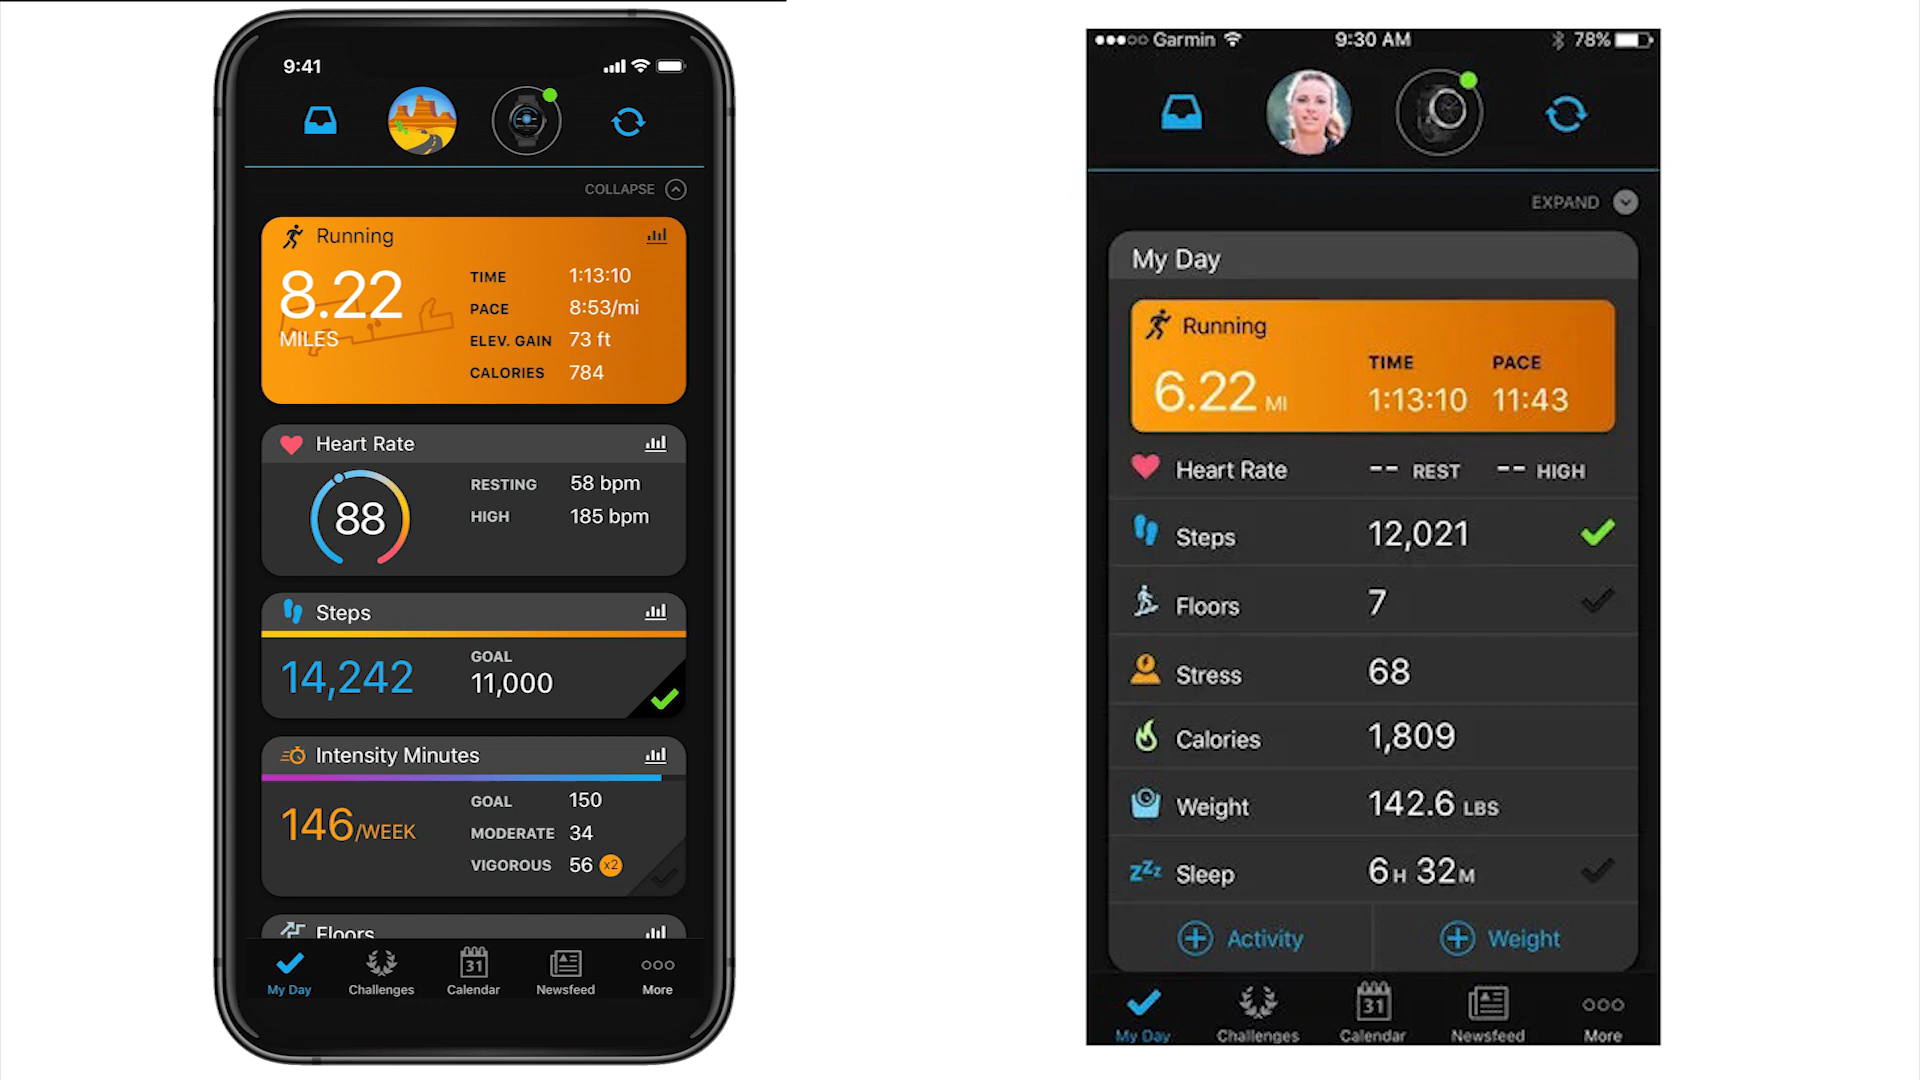 9:41
COLLAPSE
Running
8.22
MILES
TIME 1:13:10
PACE 8:53/mi
ELEV. GAIN 73 ft
CALORIES 784
Heart Rate
88
RESTING 58 bpm
HIGH 185 bpm
Steps
14,242
GOAL
11,000
Intensity Minutes
146/WEEK
GOAL 150
MODERATE 34
VIGOROUS 56 x2
Floors
31
My Day Challenges Calendar Newsfeed More
Garmin 9:30 AM 78%
EXPAND
My Day
Running
6.22 MI
TIME PACE
1:13:10 11:43
Heart Rate -- REST -- HIGH
Steps 12,021
Floors 7
Stress 68
Calories 1,809
Weight 142.6 LBS
zzz Sleep 6H 32M
Activity Weight
31
My Day Challenges Calendar Newsfeed More